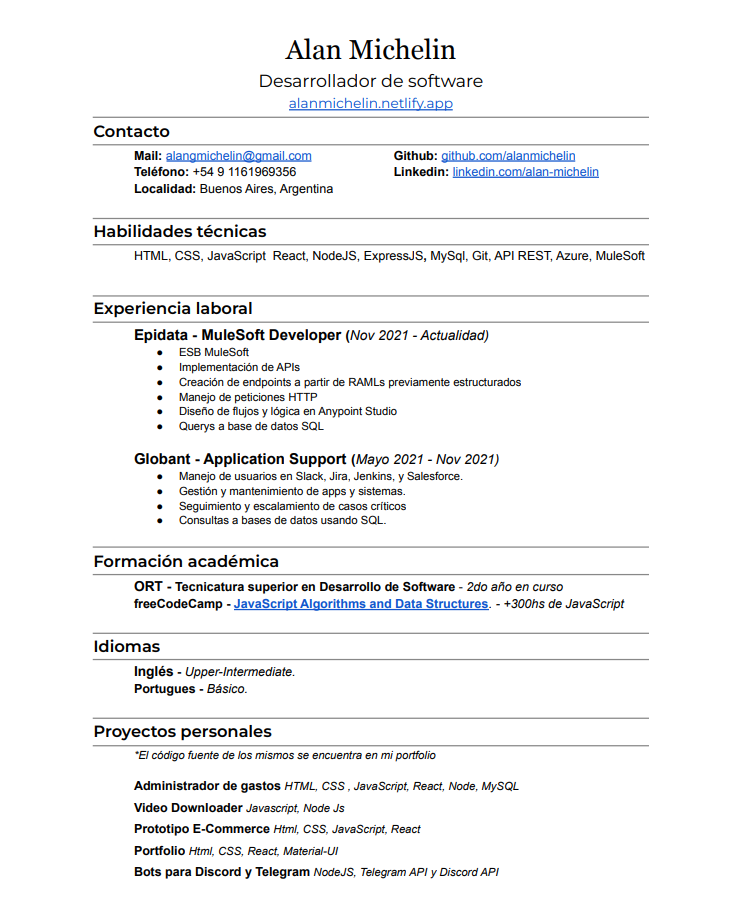 Alan Michelin
Desarrollador de software
alanmichelin.netlify.app
Contacto
Mail: alangmichelin@gmail.com
Github: github.com/alanmichelin
Teléfono: +54 9 1161969356
Linkedin: linkedin.com/alan-michelin
Localidad: Buenos Aires, Argentina
Habilidades técnicas
HTML, CSS, JavaScript  React, NodeJS, ExpressJS, MySql, Git, API REST, Azure, MuleSoft
Experiencia laboral
Epidata - MuleSoft Developer (Nov 2021 - Actualidad)
● ESB MuleSoft
● Implementación de APIs
● Creación de endpoints a partir de RAMLs previamente estructurados
● Manejo de peticiones HTTP
● Diseño de flujos y lógica en Anypoint Studio
● Querys a base de datos SQL
Globant - Application Support (Mayo 2021 - Nov 2021)
● Manejo de usuarios en Slack, Jira, Jenkins, y Salesforce.
● Gestión y mantenimiento de apps y sistemas.
● Seguimiento y escalamiento de casos críticos
● Consultas a bases de datos usando SQL.
Formación académica
ORT - Tecnicatura superior en Desarrollo de Software - 2do año en curso
freeCodeCamp - JavaScript Algorithms and Data Structures. - +300hs de JavaScript
Idiomas
Inglés - Upper-Intermediate.
Portugues - Básico.
Proyectos personales
*El código fuente de los mismos se encuentra en mi portfolio
Administrador de gastos HTML, CSS , JavaScript, React, Node, MySQL
Video Downloader Javascript, Node Js
Prototipo E-Commerce Html, CSS, JavaScript, React
Portfolio Html, CSS, React, Material-UI
Bots para Discord y Telegram NodeJS, Telegram API y Discord API